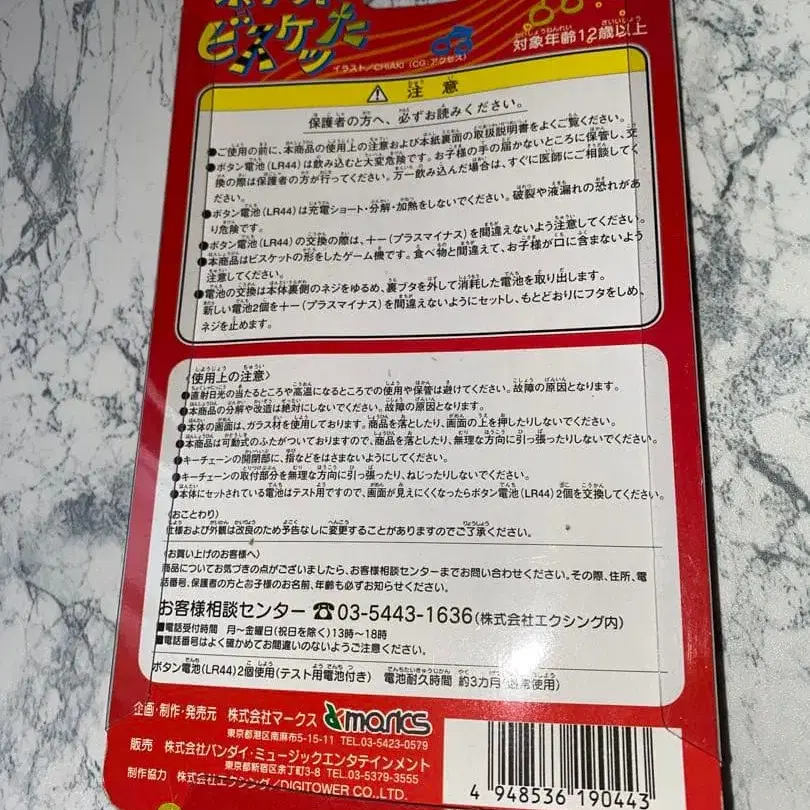 ビスケッた
イラスト/CHIAKI (CG:アクセス)
対象年齢12歳以上
注意
保護者の方へ、必ずお読みください。
●ご使用の前に、本商品の使用上の注意および本紙裏面の取扱説明書をよくご覧ください。
●ボタン電池(LR44)は飲み込むと大変危険です。お子様の手の届かないところに保管し、交
換の際は保護者の方が行ってください。万一飲み込んだ場合は、すぐに医師にご相談してく
ださい。
●ボタン電池(LR44)は充電ショート・分解・加熱をしないでください。破裂や液漏れの恐れがあ
り危険です。
●ボタン電池(LR44)の交換の際は、+-(プラスマイナス)を間違えないよう注意してください。
●本商品はビスケットの形をしたゲーム機です。食べ物と間違えて、お子様が口に含まないよう
注意してください。
●電池の交換は本体裏側のネジをゆるめ、裏ブタを外して消耗した電池を取り出します。
新しい電池2個を+-(プラスマイナス)を間違えないようにセットし、もとどおりにフタをしめ、
ネジを止めます。
〈使用上の注意〉
●直射日光の当たるところや高温になるところでの使用や保管は避けてください。故障の原因となります。
●本商品の分解や改造は絶対にしないでください。故障の原因となります。
●本体の画面は、ガラス材を使用しております。商品を落としたり、画面の上を押したりしないでください。
●本商品は可動式のふたがついておりますので、商品を落としたり、無理な方向に引っ張ったりしないでください。
●キーチェーンの開閉部に、指などをはさまないようにしてください。
●キーチェーンの取付部分を無理な方向に引っ張ったり、ねじったりしないでください。
●本体にセットされている電池はテスト用ですので、画面が見えにくくなったらボタン電池(LR44)2個を交換してください。
〈おことわり〉
仕様および外観は改良のため予告なしに変更することがありますのでご了承ください。
〈お買い上げのお客様へ〉
商品についてお気づきの点がございましたら、お客様相談センターまでお問い合わせください。その際、住所、電
話番号、保護者の方とお子様のお名前、年齢も必ずお知らせください。
お客様相談センター ☎03-5443-1636(株式会社エクシング内)
■電話受付時間 月~金曜日(祝日を除く)13時~18時
■電話番号はよく確かめてお間違いのないようご注意ください。
ボタン電池(LR44)2個使用(テスト用電池付き) 電池耐久時間 約3カ月(通常使用)
企画・制作・発売元 株式会社マークス marks
東京都港区南麻布5-15-11 TEL.03-5423-0579
販売 株式会社バンダイ・ミュージックエンタテインメント
東京都新宿区余丁町3-8 TEL.03-5379-3555
制作協力 株式会社エクシング/DIGITOWER CO.,LTD.
4 948536 190443